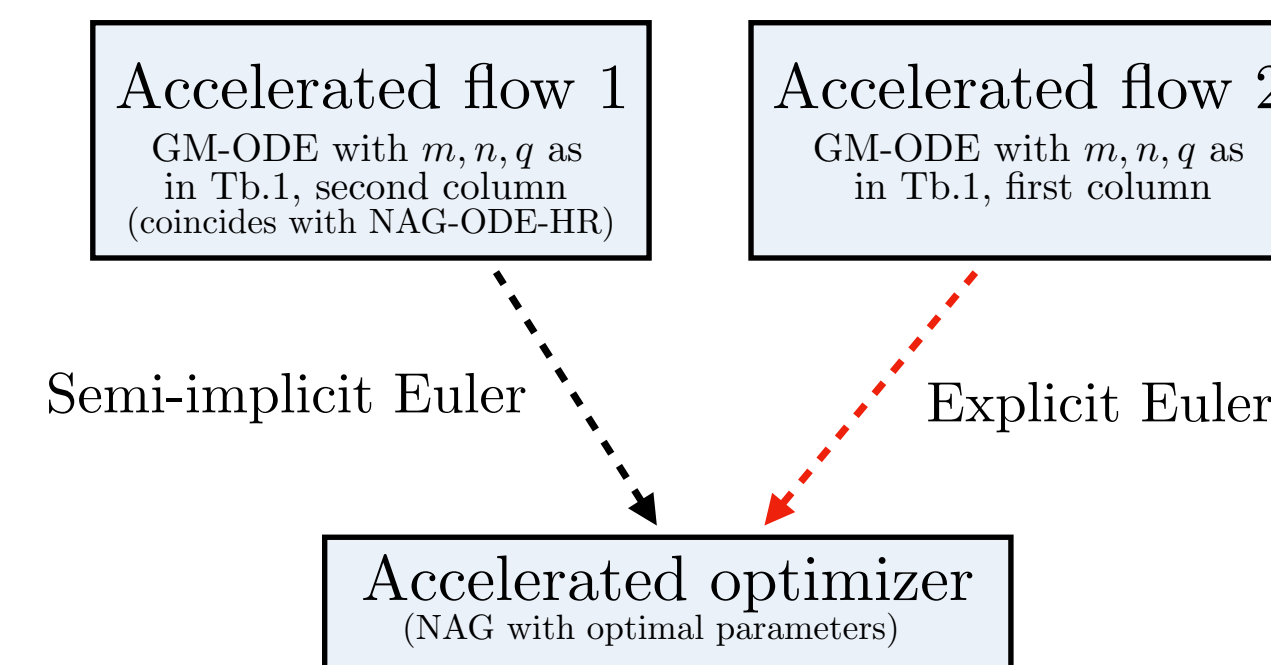 Accelerated flow 1
GM-ODE with m, n, q as
in Tb.1, second column
(coincides with NAG-ODE-HR)
Accelerated flow 2
GM-ODE with m, n, q as
in Tb.1, first column
Semi-implicit Euler
Explicit Euler
Accelerated optimizer
(NAG with optimal parameters)